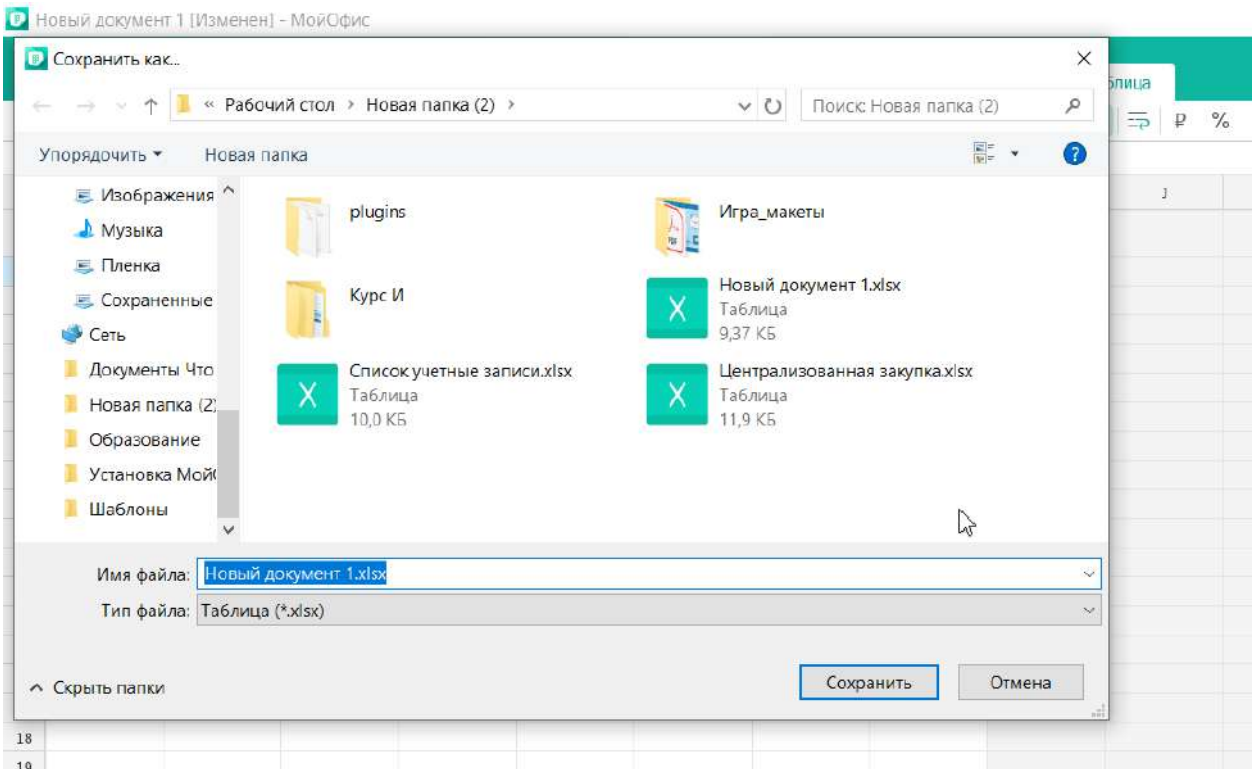 Новый документ 1 [Изменен] - МойОфис
Сохранить как...
блица
« Рабочий стол > Новая папка (2) >
Поиск: Новая папка (2)
₽ %
Упорядочить
Новая папка
?
J
Изображения
Музыка
Пленка
Сохраненные
Сеть
Документы Что
Новая папка (2)
Образование
Установка Мой
Шаблоны
plugins
Игра_макеты
Курс И
Новый документ 1.xlsx
Таблица
9,37 КБ
Список учетные записи.xlsx
Таблица
10,0 КБ
Централизованная закупка.xlsx
Таблица
11,9 КБ
Имя файла: Новый документ 1.xlsx
Тип файла: Таблица (*.xlsx)
Скрыть папки
Сохранить
Отмена
18
19